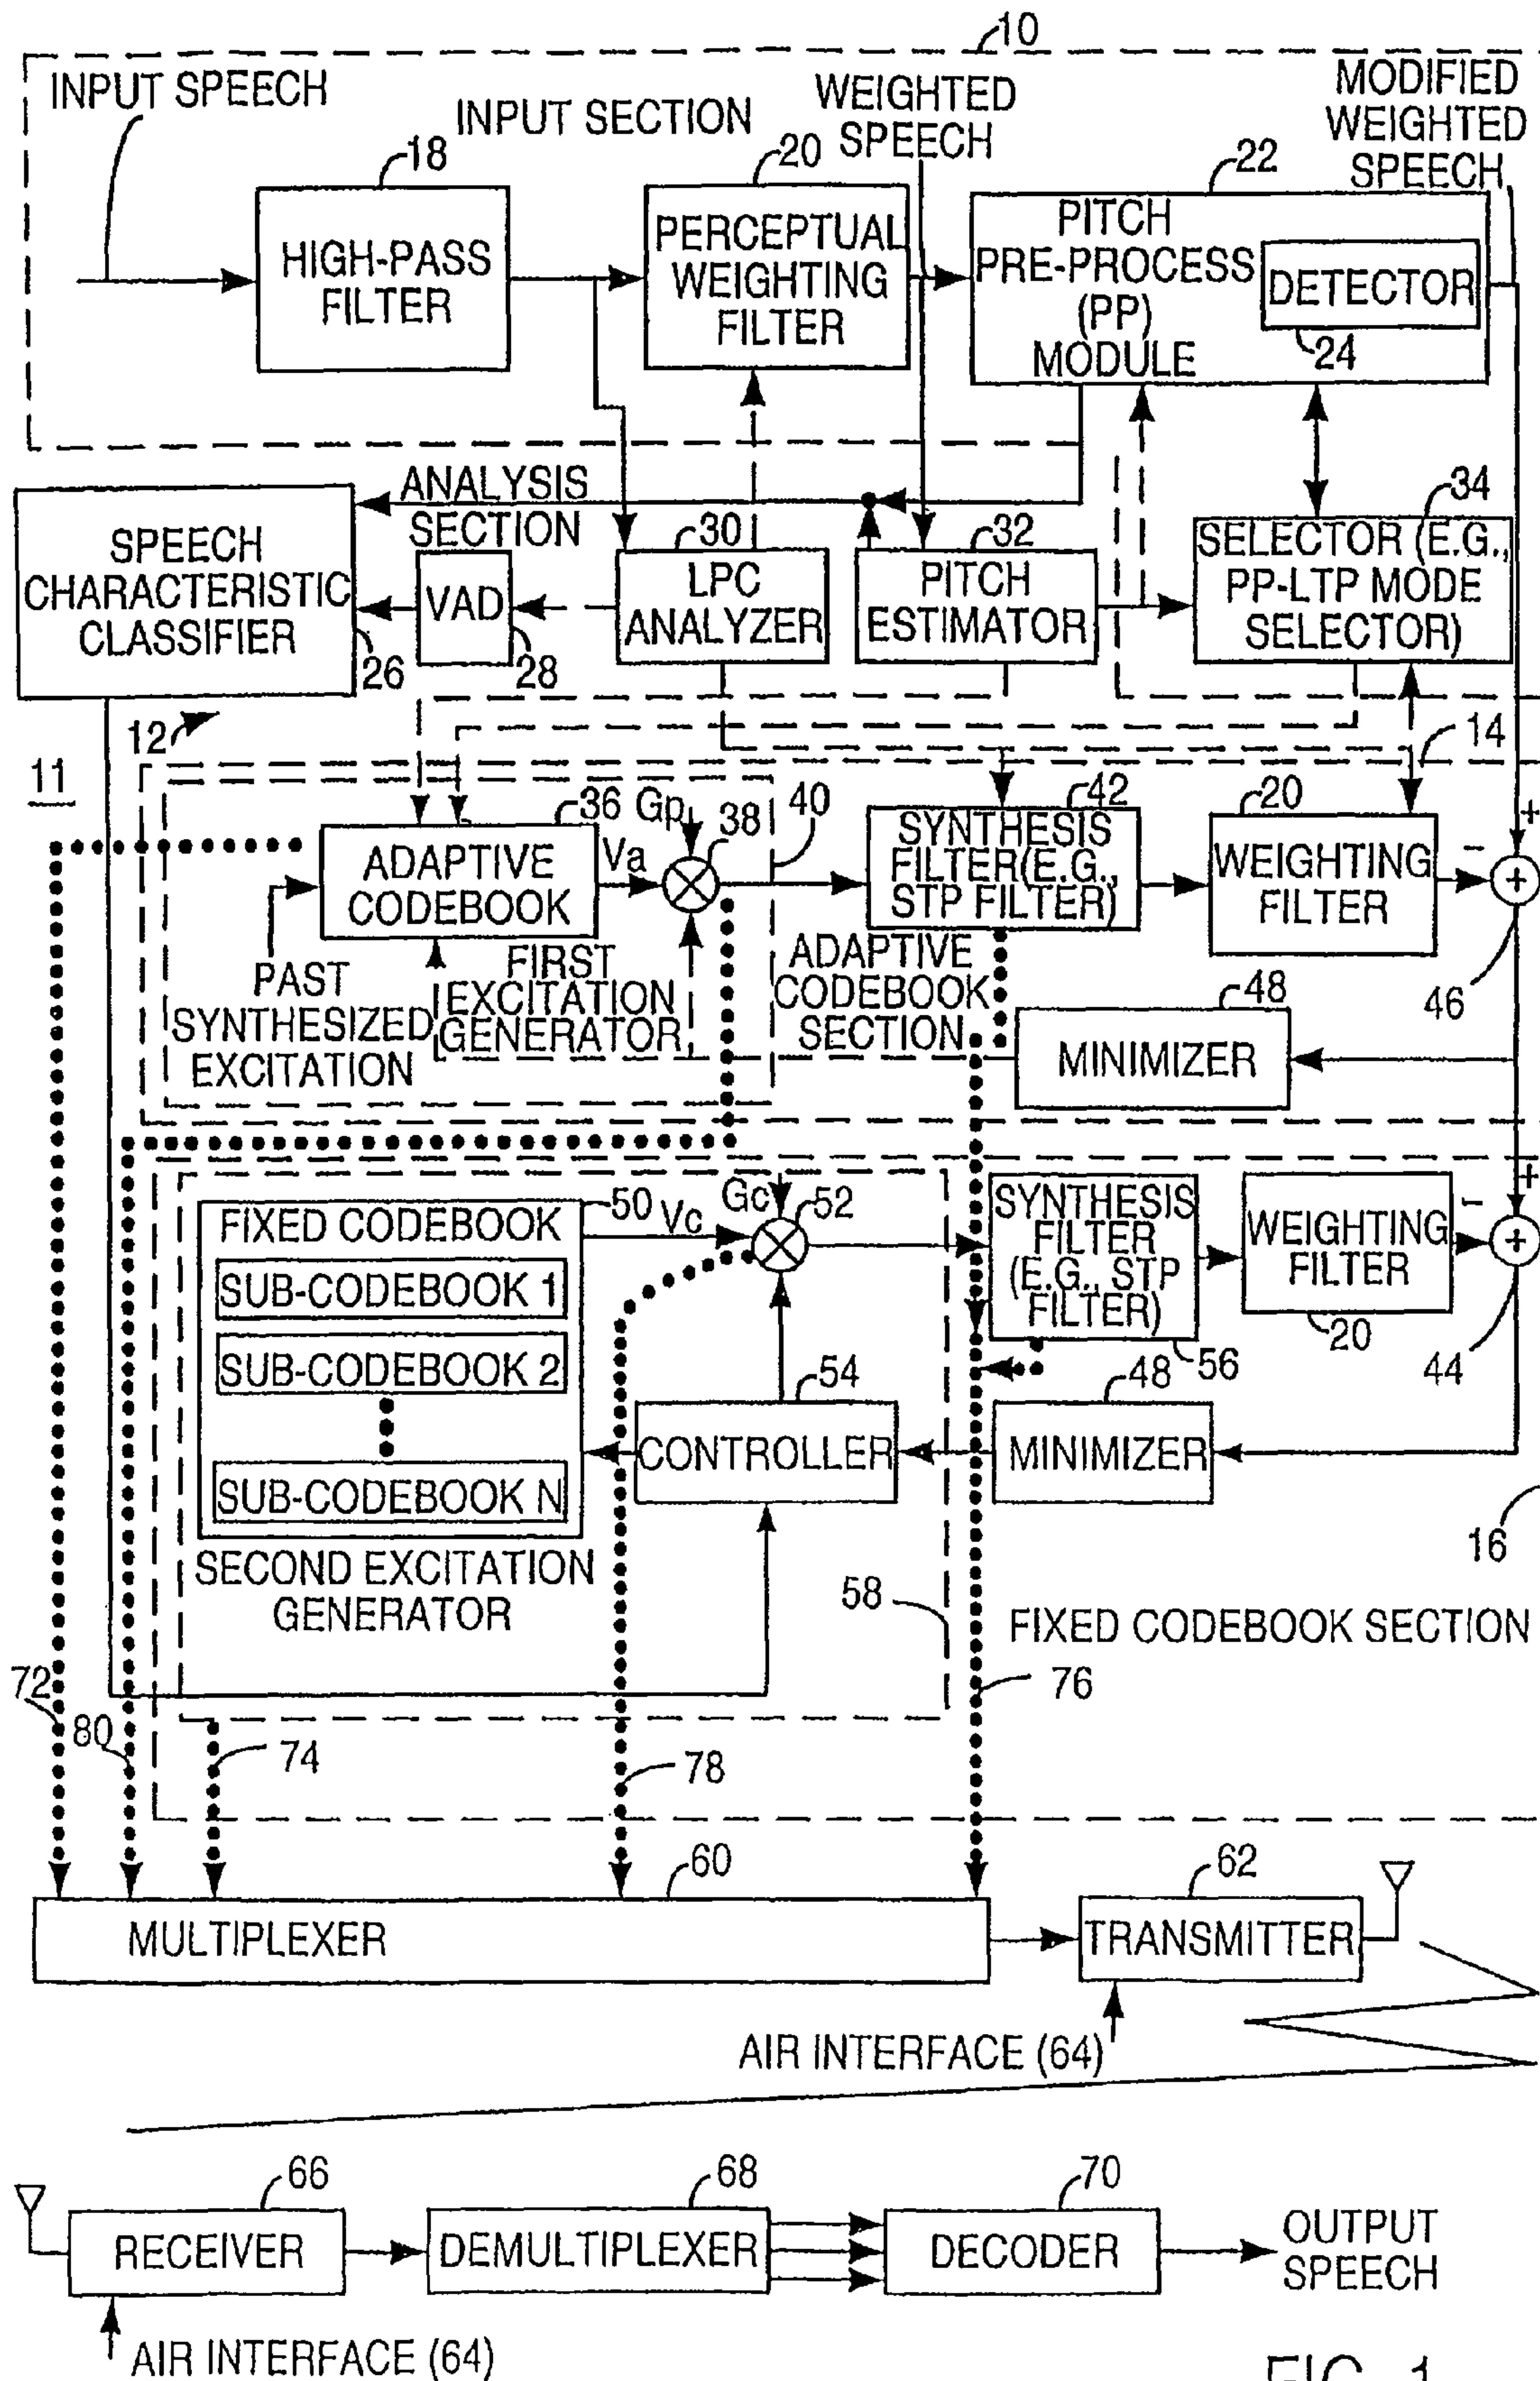 10
INPUT SPEECH
INPUT SECTION
WEIGHTED
SPEECH
MODIFIED
WEIGHTED
SPEECH
18
HIGH-PASS
FILTER
20
PERCEPTUAL
WEIGHTING
FILTER
22
PITCH
PRE-PROCESS
(PP)
MODULE
DETECTOR
24
ANALYSIS
SECTION
SPEECH
CHARACTERISTIC
CLASSIFIER
26
VAD
28
30
LPC
ANALYZER
32
PITCH
ESTIMATOR
34
SELECTOR (E.G.,
PP-LTP MODE
SELECTOR)
12
11
14
36
ADAPTIVE
CODEBOOK
Va
Gp
38
40
42
SYNTHESIS
FILTER(E.G.,
STP FILTER)
20
WEIGHTING
FILTER
-
+
+
46
PAST
SYNTHESIZED
EXCITATION
FIRST
EXCITATION
GENERATOR
ADAPTIVE
CODEBOOK
SECTION
48
MINIMIZER
50
FIXED CODEBOOK
SUB-CODEBOOK 1
SUB-CODEBOOK 2
SUB-CODEBOOK N
Vc
Gc
52
SYNTHESIS
FILTER
(E.G., STP
FILTER)
56
WEIGHTING
FILTER
20
-
+
+
44
54
CONTROLLER
48
MINIMIZER
16
SECOND EXCITATION
GENERATOR
58
FIXED CODEBOOK SECTION
72
80
74
78
76
60
MULTIPLEXER
62
TRANSMITTER
AIR INTERFACE (64)
66
RECEIVER
68
DEMULTIPLEXER
70
DECODER
OUTPUT
SPEECH
AIR INTERFACE (64)
FIG. 1